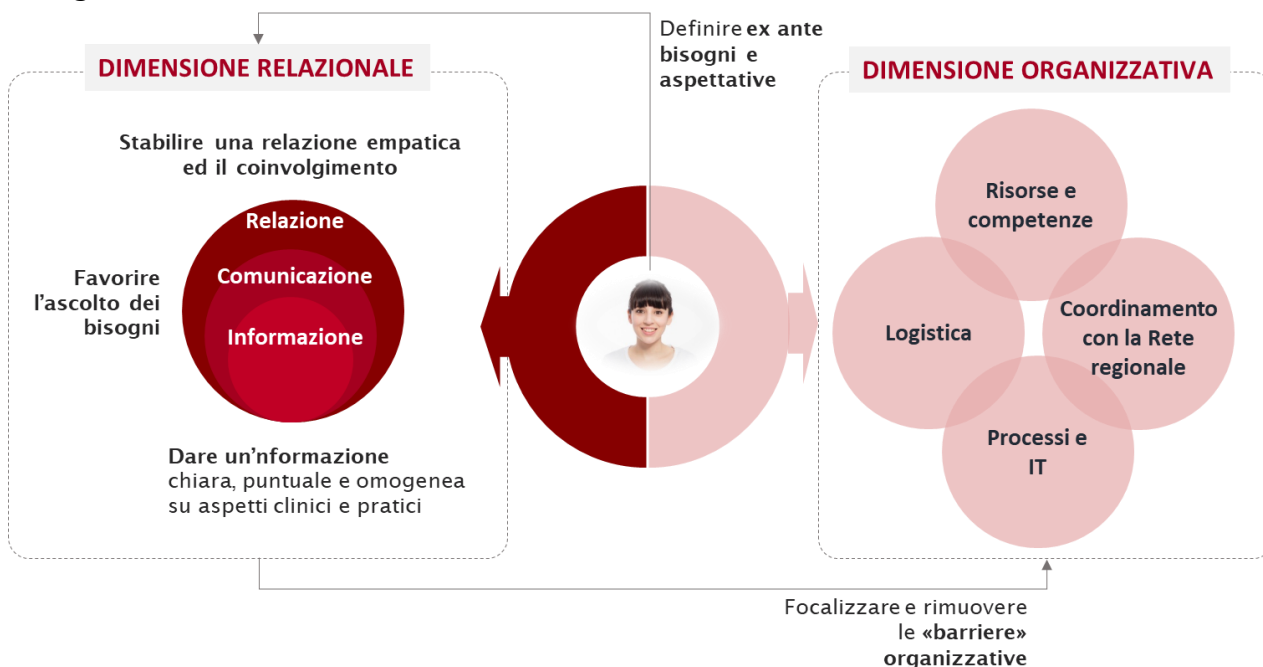 Definire ex ante
bisogni e
aspettative
DIMENSIONE RELAZIONALE
Stabilire una relazione empatica
ed il coinvolgimento
Relazione
Comunicazione
Informazione
Favorire
l’ascolto dei
bisogni
Dare un’nformazione
chiara, puntuale e omogenea
su aspetti clinici e pratici
DIMENSIONE ORGANIZZATIVA
Risorse e
competenze
Logistica
Coordinamento
con la Rete
regionale
Processi e
IT
Focalizzare e rimuovere
le «barriere»
organizzative